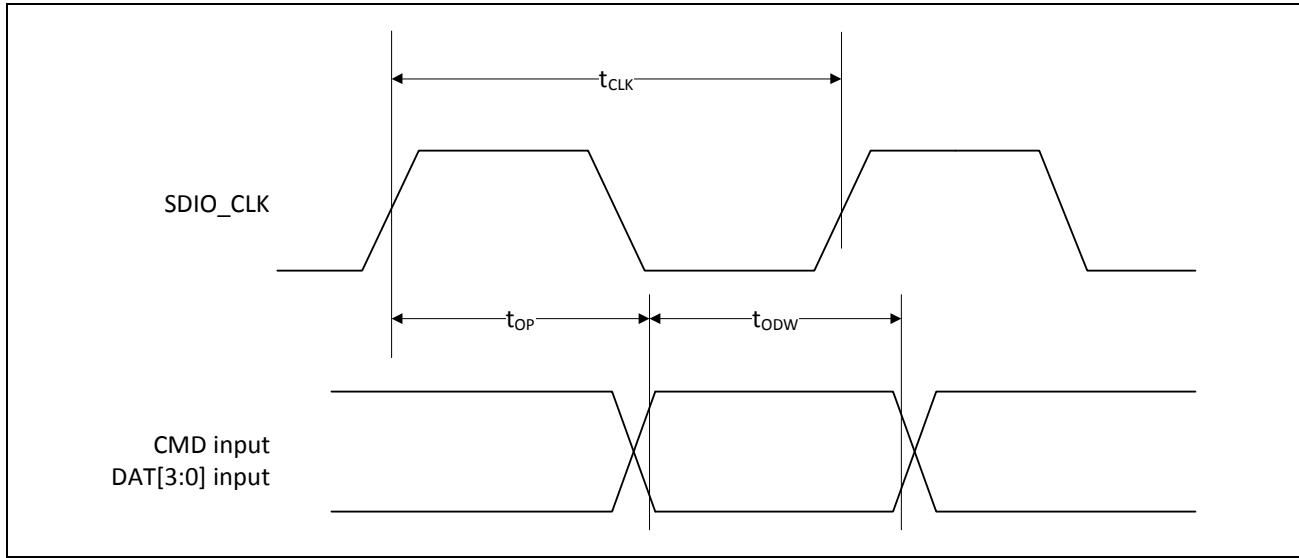 tCLK
SDIO_CLK
tOP
tODW
CMD input
DAT[3:0] input